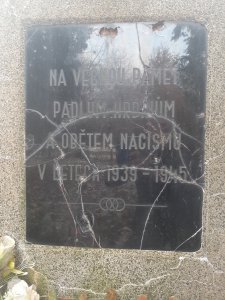 NA VĚČNOU PAMĚŤ
PADLÝM HRDINŮM
A OBĚTEM NACISMU
V LETECH 1939 - 1945